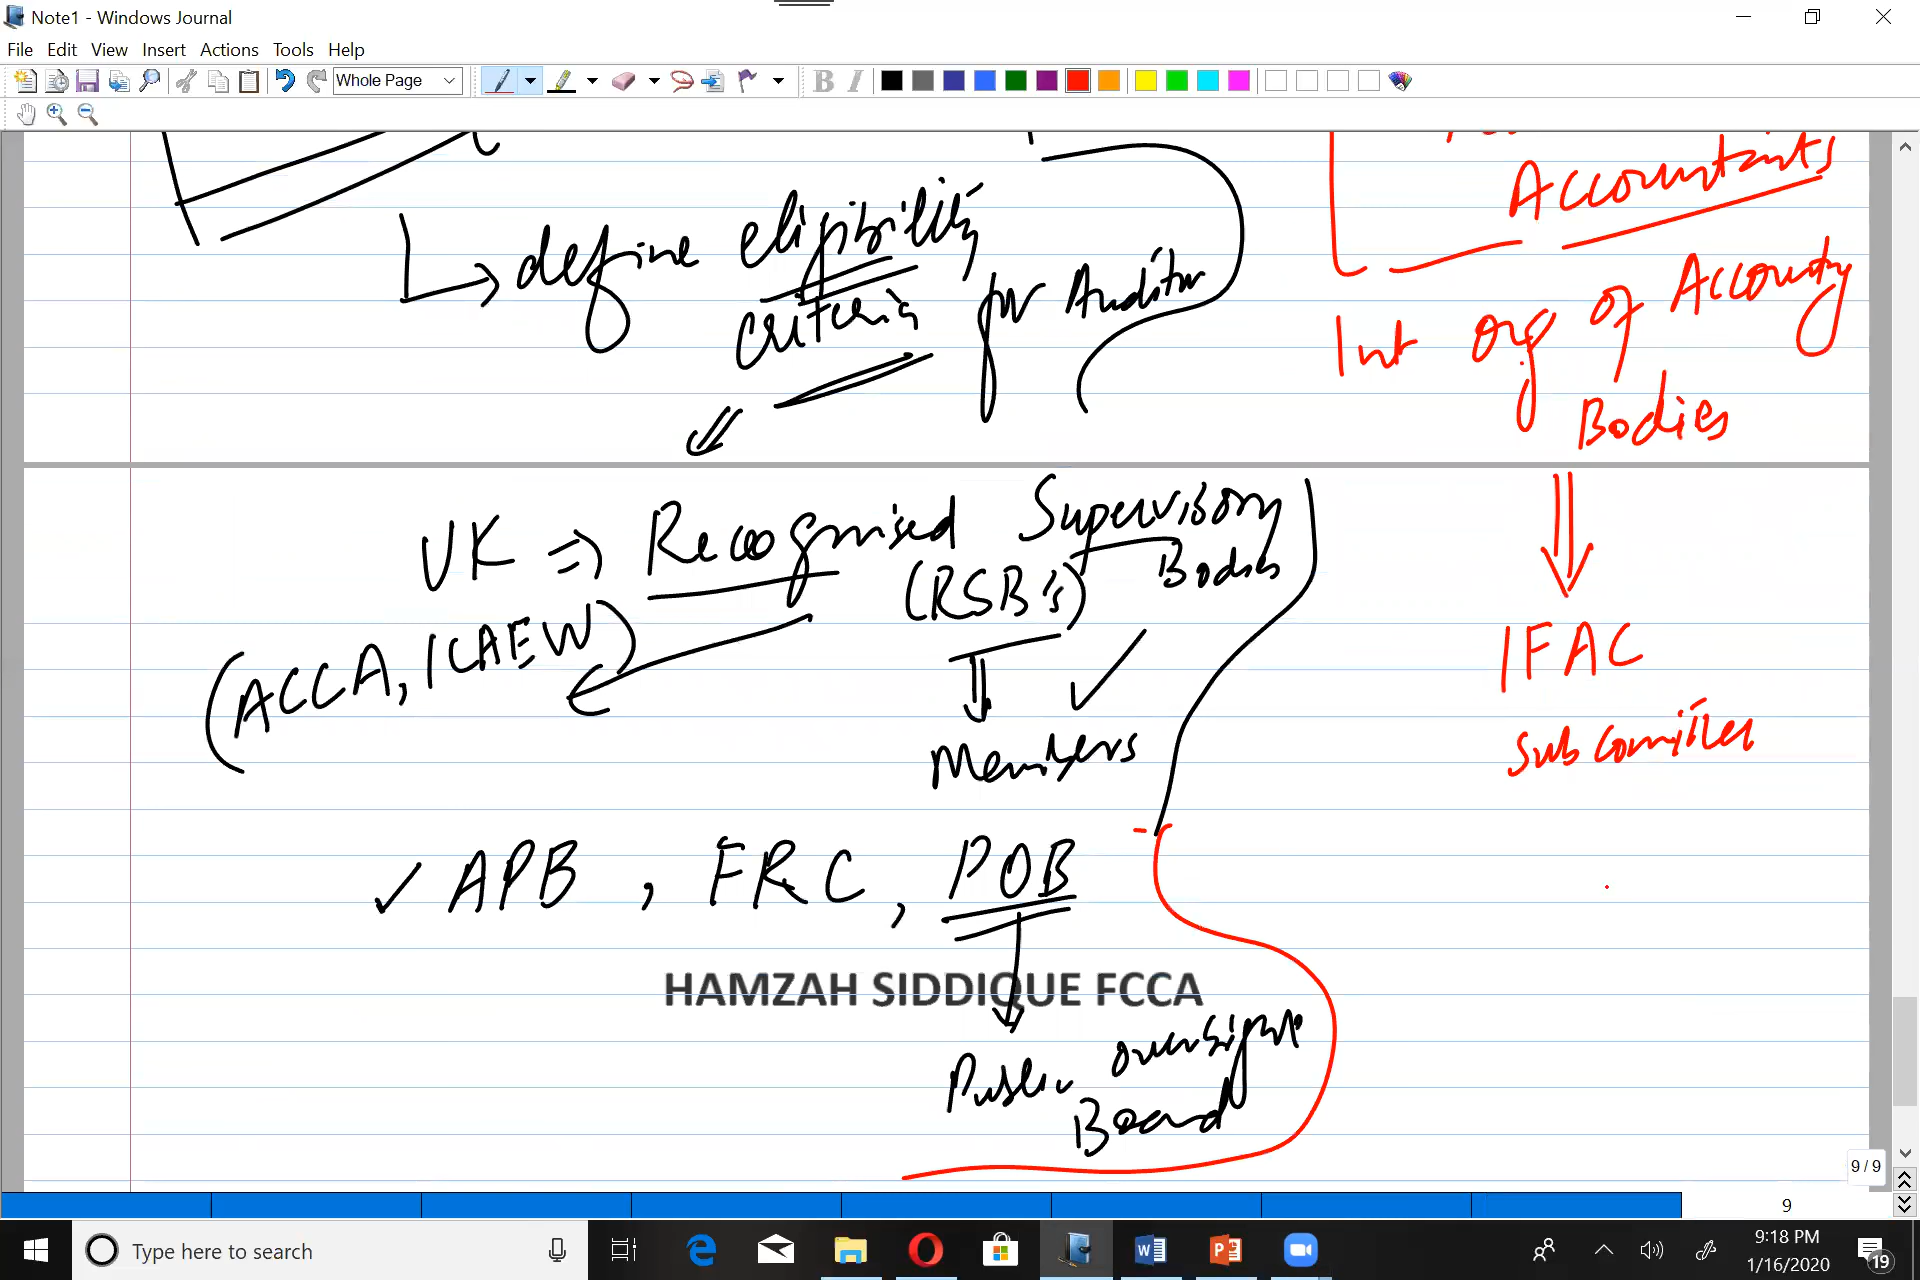 Note1 - Windows Journal
File Edit View Insert Actions Tools Help
Whole Page
B I
Accountants
define eligibility
criteria for Auditor
Int org of Accounty
Bodies
UK => Recognised Supervisory
Bodies
(RSB's)
(ACCA, ICAEW)
Members
IFAC
Sub Comittee
APB, FRC, POB
HAMZAH SIDDIQUE FCCA
Public oversight
Board
9 / 9
9
Type here to search
9:18 PM
1/16/2020
19